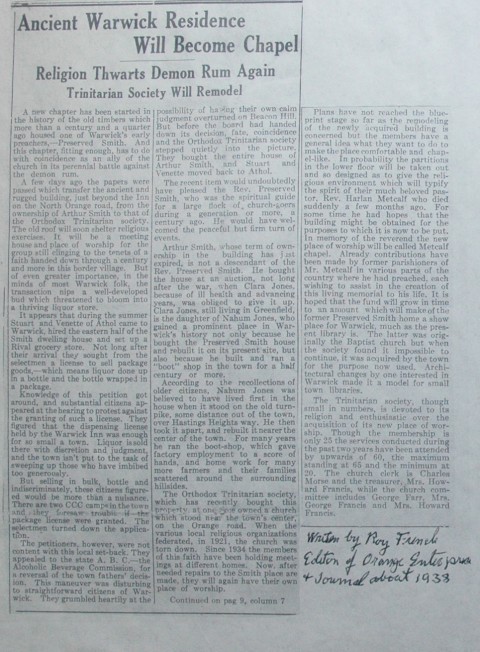 Ancient Warwick Residence
Will Become Chapel
Religion Thwarts Demon Rum Again
Trinitarian Society Will Remodel
A new chapter has been started in
the history of the old timbers which
more than a century and a quarter
ago housed one of Warwick's early
preachers,—Preserved Smith. And
this chapter, fitting enough, has to do
with coincidence as an ally of the
church in its perennial battle against
the demon rum.
A few days ago the papers were
passed which transfer the ancient and
rugged building, just beyond the Inn
on the North Orange road, from the
ownership of Arthur Smith to that of
the Orthodox Trinitarian society.
The old roof will soon shelter religious
exercises. It will be a meeting
house and place of worship for the
group still clinging to the tenets of a
faith handed down through a century
and more in this border village. But
of even greater importance, in the
minds of most Warwick folk, the
transaction nips a well-developed
bud which threatened to bloom into
a thriving liquor store.
It appears that during the summer
Stuart and Venette of Athol came to
Warwick, hired the eastern half of the
Smith dwelling and set up a
Rival grocery store. Not long after
their arrival they sought from the
selectmen a license to sell package
goods,—which means liquor done up
in a bottle and the bottle wrapped in
a package.
Knowledge of this petition got
around, and substantial citizens ap-
peared at the hearing to protest against
the granting of such a license. They
figured that the dispensing license
held by the Warwick Inn was enough
for so small a town. Liquor is sold
there with discretion and judgment,
and the town isn't put to the task of
sweeping up those who have imbibed
too generously.
But selling in bulk, bottle and
indiscriminately, those citizens figur-
ed would be more than a nuisance.
There are two CCC camps in the town
and they foresaw trouble if the
package license were granted. The
selectmen turned down the applica-
tion.
The petitioners, however, were not
content with this local set-back. They
appealed to the state A. B. C.—the
Alcoholic Beverage Commission, for
a reversal of the town fathers' deci-
sion. This maneuver was disturbing
to straightforward citizens of War-
wick. They grumbled heartily at the
possibility of having their own calm
judgment overturned on Beacon Hill.
But before the board had handed
down its decision, fate, coincidence
and the Orthodox Trinitarian society
stepped quietly into the picture.
They bought the entire house of
Arthur Smith, and Stuart and
Venette moved back to Athol.
The recent item would undoubtedly
have pleased the Rev. Preserved
Smith, who was the spiritual guide
for a large flock of church-goers
during a generation or more, a
century ago. He would have wel-
comed the peaceful but firm turn of
events.
Arthur Smith, whose term of own-
ership in the building has just
expired, is not a descendant of the
Rev. Preserved Smith. He bought
the house at an auction, not long
after the war, when Clara Jones,
because of ill health and advancing
years, was obliged to give it up.
Clara Jones, still living in Greenfield,
is the daughter of Nahum Jones, who
gained a prominent place in War-
wick's history not only because he
bought the Preserved Smith house
and rebuilt it on its present site, but
also because he built and ran a
"boot" shop in the town for a half
century or more.
According to the recollections of
older citizens, Nahum Jones was
believed to have lived first in the
house when it stood on the old turn-
pike, some distance out of the town,
over Hastings Heights way. He then
took it apart, and rebuilt it nearer the
center of the town. For many years
he ran the boot-shop, which gave
factory employment to a score of
hands, and home work for many
more farmers and their families
scattered around the surrounding
hillsides.
The Orthodox Trinitarian society,
which has recently bought this
property, at one time owned a church
which stood near the town's center,
on the Orange road. When the
various local religious organizations
federated, in 1921, the church was
torn down. Since 1934 the members
of this faith have been holding meet-
ings at different homes. Now, after
needed repairs to the Smith place are
made, they will again have their own
place of worship.
Continued on page 8, column 7
Plans have not reached the blue-
print stage so far as the remodeling
of the newly acquired building is
concerned but the members have a
general idea what they want to do to
make the place comfortable and chap-
el-like. In probability the partitions
in the lower floor will be taken out
and so designed as to give the reli-
gious environment which will typify
the spirit of their much beloved pas-
tor, Rev. Harlan Metcalf who died
suddenly a few months ago. For
some time he had hopes that the
building might be obtained for the
purposes to which it is now to be put.
In memory of the reverend the new
place of worship will be called Metcalf
chapel. Already contributions have
been made by former parishioners of
Mr. Metcalf in various parts of the
country where he had preached, each
wishing to assist in the creation of
this living memorial to his life. It is
hoped that the fund will grow in time
to an amount which will make of the
former Preserved Smith home a show
place for Warwick, much as the pres-
ent library is. The latter was orig-
inally the Baptist church but when
the society found it impossible to
continue, it was acquired by the town
for the purpose now used. Archi-
tectural changes by one interested in
Warwick made it a model for small
town libraries.
The Trinitarian society, though
small in numbers, is devoted to its
religion and enthusiastic over the
acquisition of its new place of wor-
ship. Though the membership is
only 25 the services conducted during
the past two years have been attended
by upwards of 60, the maximum
standing at 65 and the minimum at
20. The church clerk is Charles
Morse and the treasurer, Mrs. How-
ard Francis, while the church com-
mittee includes George Farr, Mrs.
George Francis and Mrs. Howard
Francis.
Written by Roy French
Editor of Orange Enterprise
& Journal about 1938